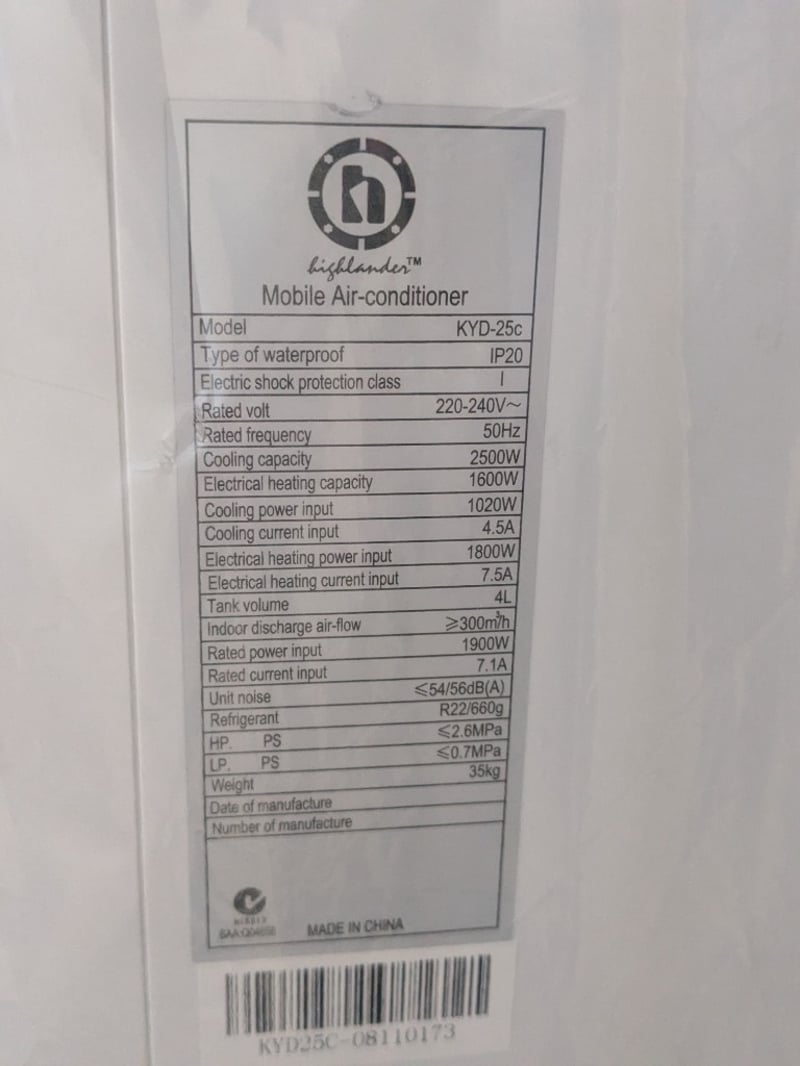 h
highlander™
Mobile Air-conditioner
Model KYD-25c
Type of waterproof IP20
Electric shock protection class I
Rated volt 220-240V~
Rated frequency 50Hz
Cooling capacity 2500W
Electrical heating capacity 1600W
Cooling power input 1020W
Cooling current input 4.5A
Electrical heating power input 1800W
Electrical heating current input 7.5A
Tank volume 4L
Indoor discharge air-flow ≥300m³/h
Rated power input 1900W
Rated current input 7.1A
Unit noise ≤54/56dB(A)
Refrigerant R22/660g
HP. PS ≤2.6MPa
LP. PS ≤0.7MPa
Weight 35kg
Date of manufacture
Number of manufacture
MADE IN CHINA
KYD25C-08110173